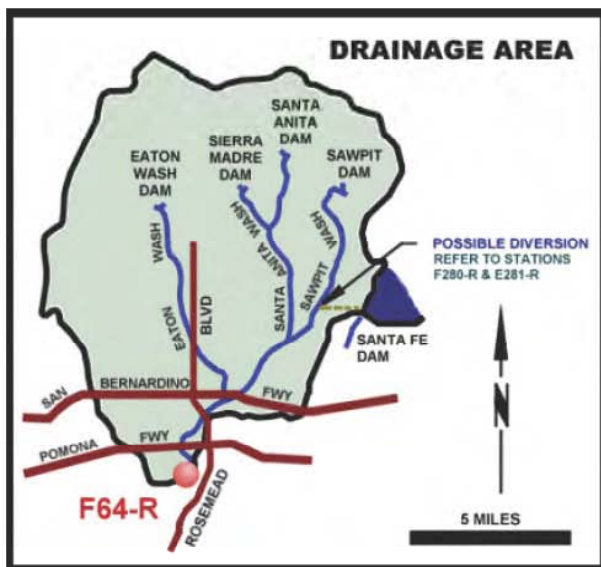 DRAINAGE AREA
SANTA
ANITA
DAM
SIERRA
MADRE
DAM
SAWPIT
DAM
EATON
WASH
DAM
WASH
ANITA WASH
WASH
POSSIBLE DIVERSION
REFER TO STATIONS
F280-R & E281-R
SAWPIT
SANTA
EATON
BLVD
SANTA FE
DAM
SAN BERNARDINO FWY
N
POMONA FWY
F64-R
ROSEMEAD
5 MILES